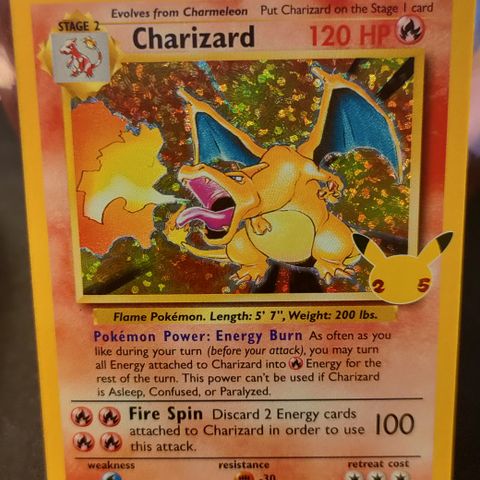 Evolves from Charmeleon Put Charizard on the Stage 1 card
STAGE 2
Charizard 120 HP
25
Flame Pokémon. Length: 5' 7", Weight: 200 lbs.
Pokémon Power: Energy Burn As often as you
like during your turn (before your attack), you may turn
all Energy attached to Charizard into Energy for
the rest of the turn. This power can't be used if Charizard
is Asleep, Confused, or Paralyzed.
Fire Spin Discard 2 Energy cards
attached to Charizard in order to use 100
this attack.
weakness resistance retreat cost
-30